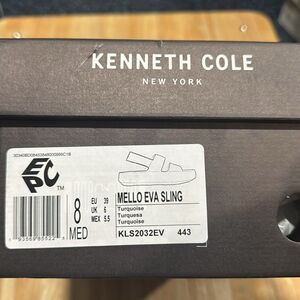 KENNETH COLE
NEW YORK
EPC
TM
8
MED
EU 39
UK 6
MEX 5.5
MELLO EVA SLING
Turquoise
Turquesa
Turquoise
KLS2032EV 443